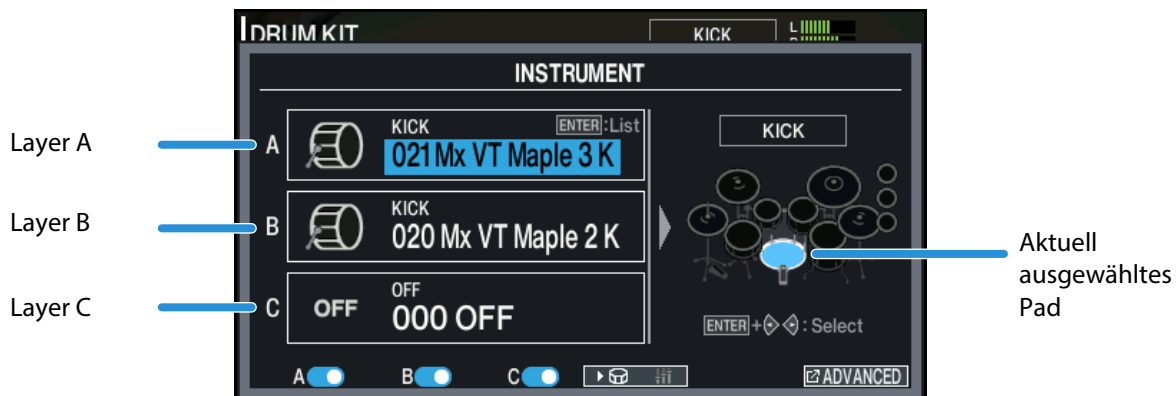 DRUM KIT
KICK
L
INSTRUMENT
Layer A
A
KICK
ENTER:List
021 Mx VT Maple 3 K
KICK
Layer B
B
KICK
020 Mx VT Maple 2 K
Aktuell
ausgewähltes
Pad
Layer C
C
OFF
OFF
000 OFF
ENTER+ : Select
A
B
C
ADVANCED